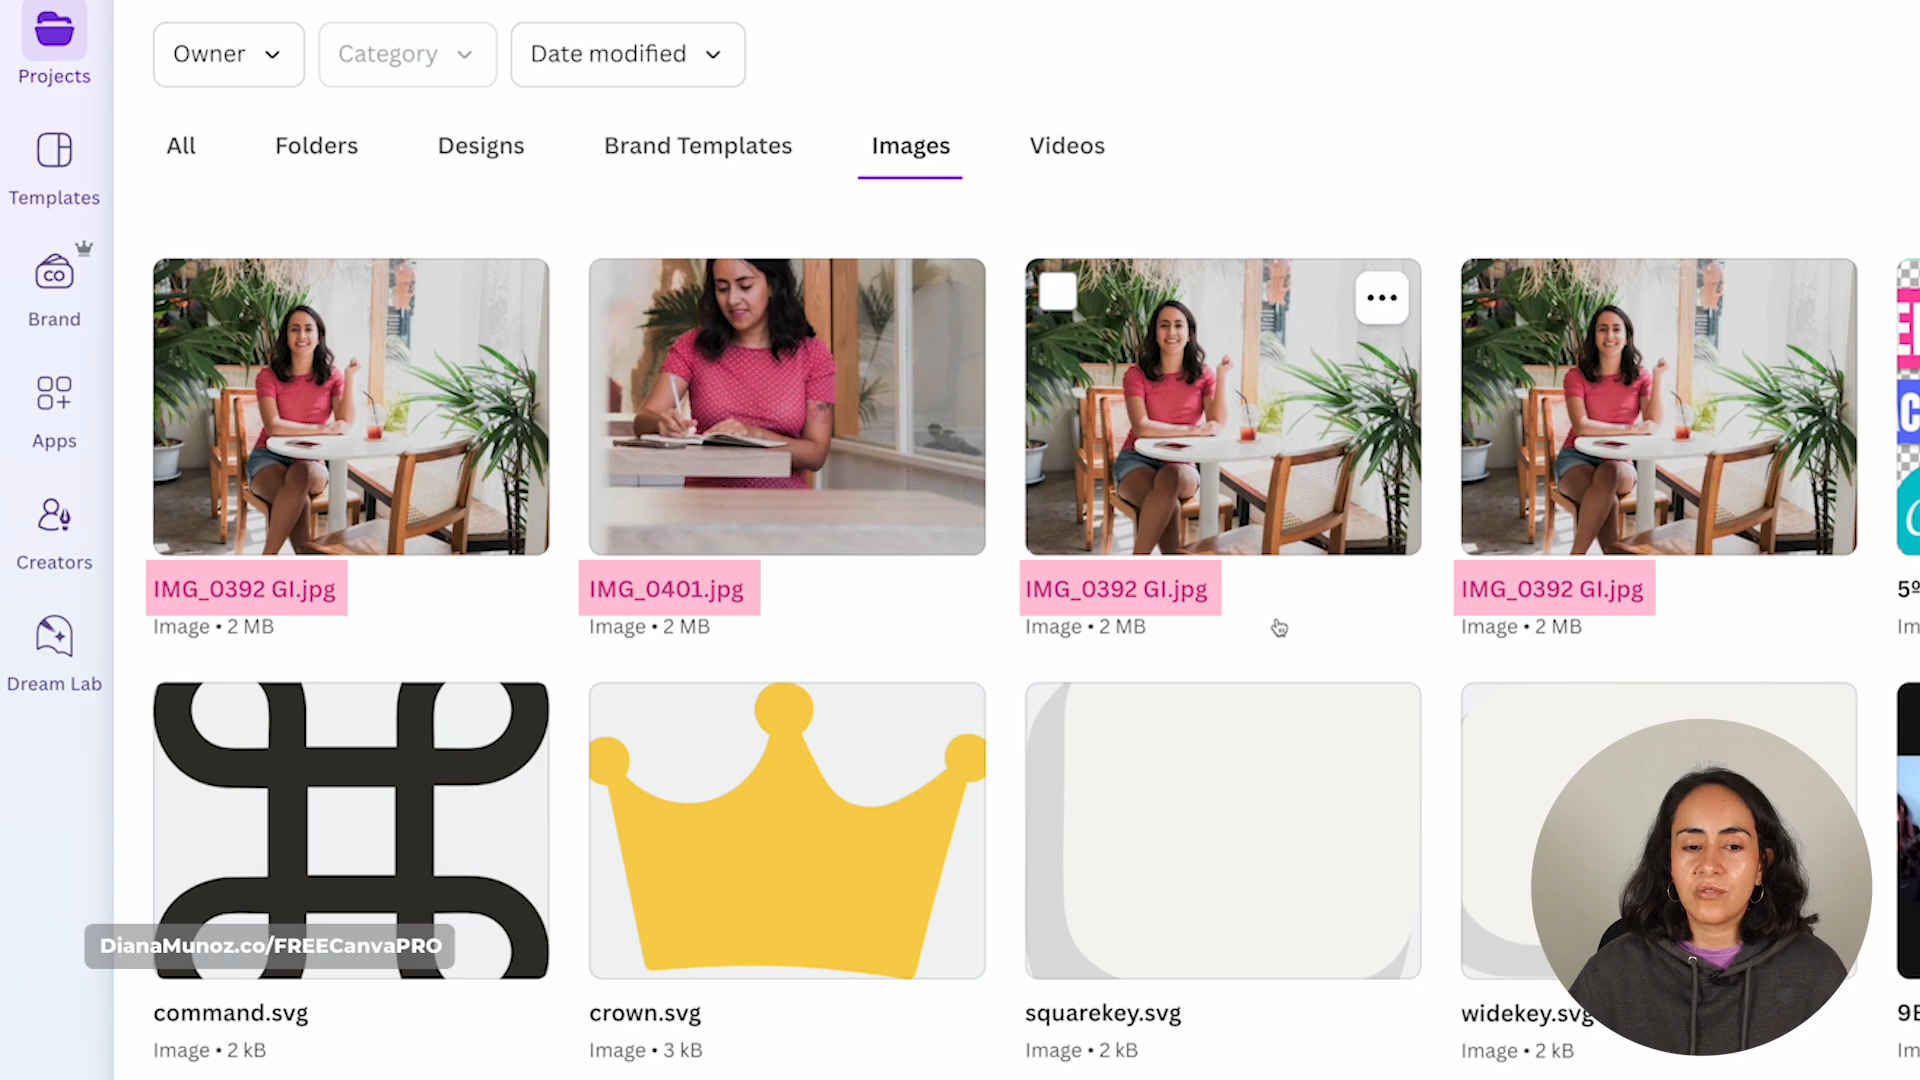 Owner
Category
Date modified
Projects
All
Folders
Designs
Brand Templates
Images
Videos
Templates
CO
Brand
Apps
Creators
Dream Lab
IMG_0392 GI.jpg
IMG_0401.jpg
IMG_0392 GI.jpg
IMG_0392 GI.jpg
Image • 2 MB
Image • 2 MB
Image • 2 MB
Image • 2 MB
DianaMunoz.co/FREECanvaPRO
command.svg
crown.svg
squarekey.svg
widekey.svg
Image • 2 kB
Image • 3 kB
Image • 2 kB
Image • 2 kB